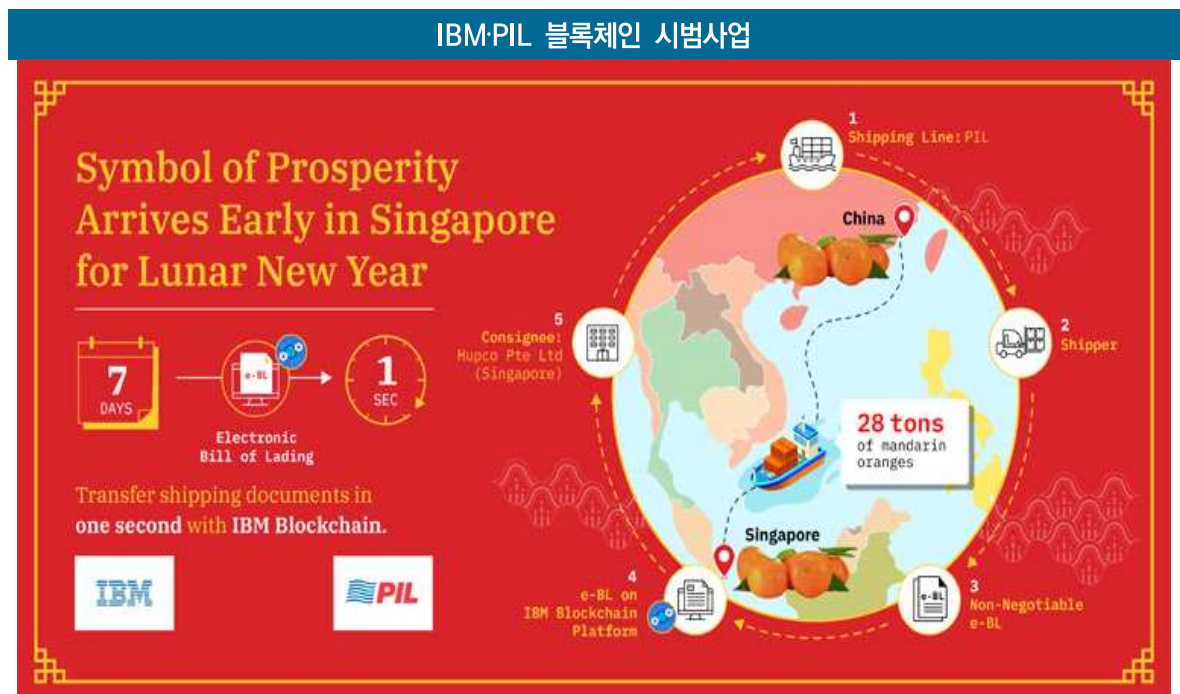 IBM·PIL 블록체인 시범사업
Symbol of Prosperity
Arrives Early in Singapore
for Lunar New Year
7
DAYS
e-BL
1
SEC
Electronic
Bill of Lading
Transfer shipping documents in
one second with IBM Blockchain.
IBM
PIL
1
Shipping Line: PIL
China
2
Shipper
28 tons
of mandarin
oranges
Singapore
3
Non-Negotiable
e-BL
e-BL
4
e-BL on
IBM Blockchain
Platform
5
Consignee:
Hupco Pte Ltd
(Singapore)